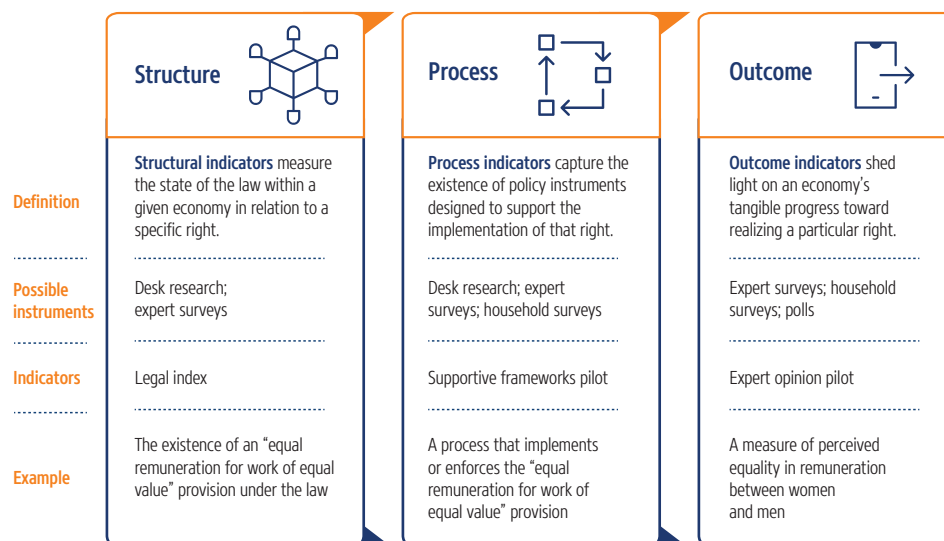 Structure
Process
Outcome
Definition
Structural indicators measure
the state of the law within a
given economy in relation to a
specific right.
Process indicators capture the
existence of policy instruments
designed to support the
implementation of that right.
Outcome indicators shed
light on an economy’s
tangible progress toward
realizing a particular right.
Possible
instruments
Desk research;
expert surveys
Desk research; expert
surveys; household surveys
Expert surveys; household
surveys; polls
Indicators
Legal index
Supportive frameworks pilot
Expert opinion pilot
Example
The existence of an “equal
remuneration for work of equal
value” provision under the law
A process that implements
or enforces the “equal
remuneration for work of
equal value” provision
A measure of perceived
equality in remuneration
between women
and men